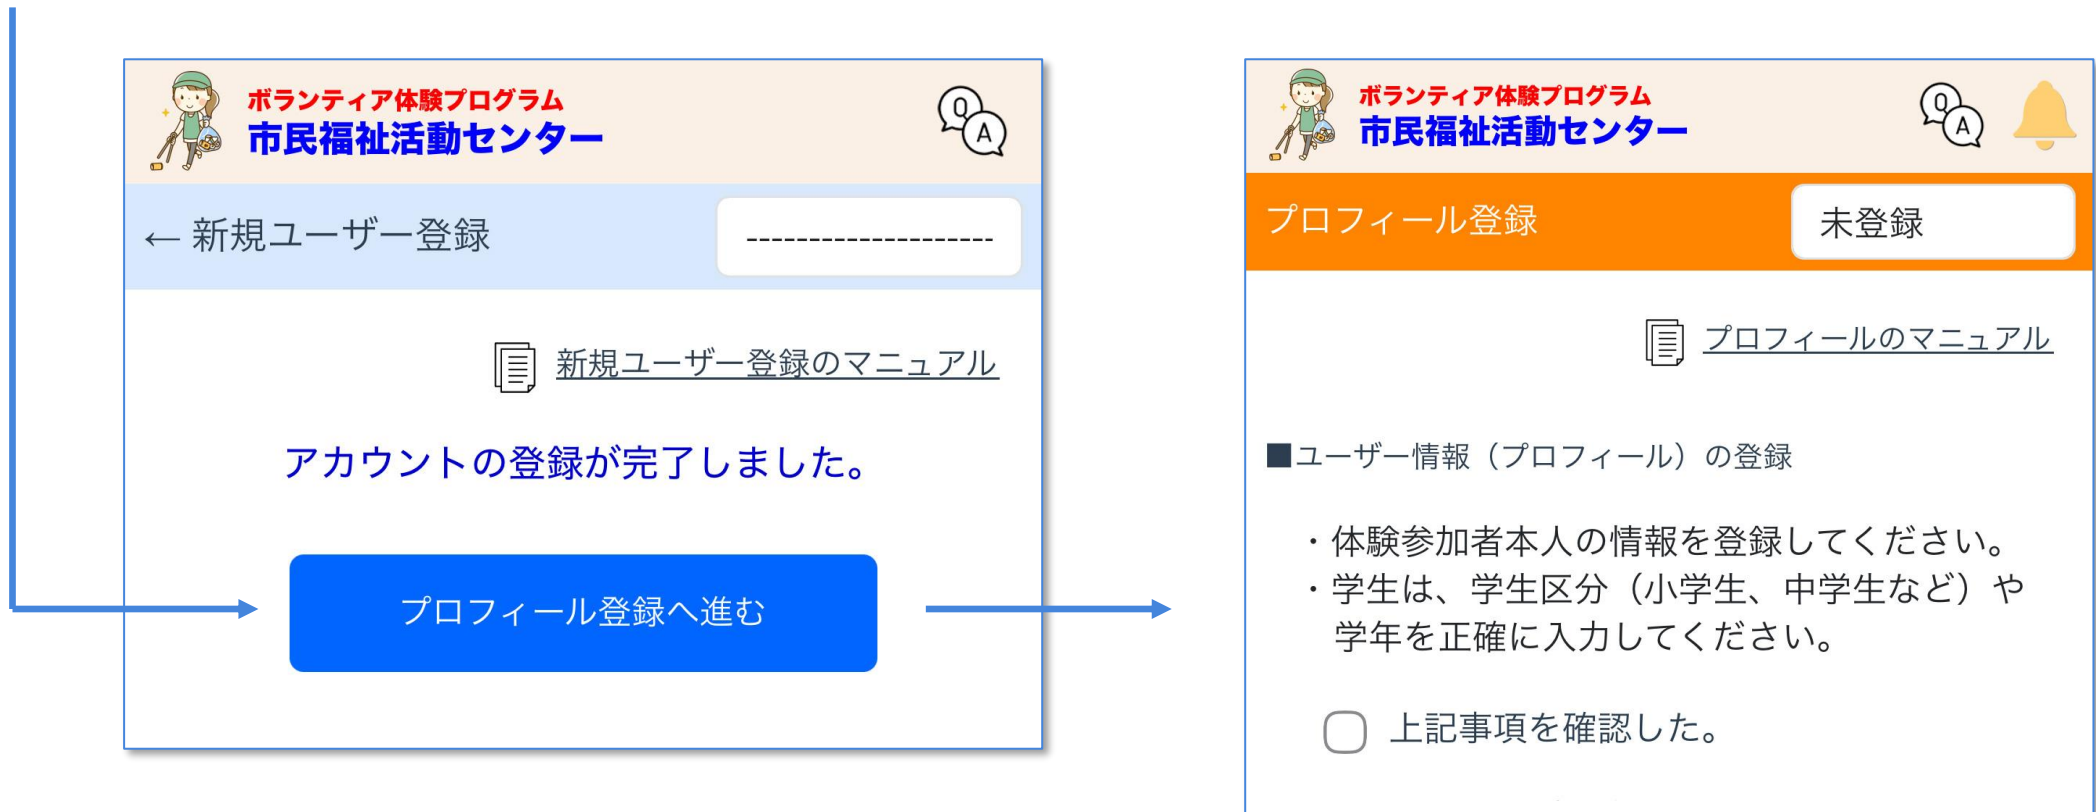 ボランティア体験プログラム
市民福祉活動センター
Q
A
←新規ユーザー登録
--------------------
新規ユーザー登録のマニュアル
アカウントの登録が完了しました。
プロフィール登録へ進む
ボランティア体験プログラム
市民福祉活動センター
Q
A
プロフィール登録
未登録
プロフィールのマニュアル
■ユーザー情報（プロフィール）の登録
・体験参加者本人の情報を登録してください。
・学生は、学生区分（小学生、中学生など）や
学年を正確に入力してください。
上記事項を確認した。